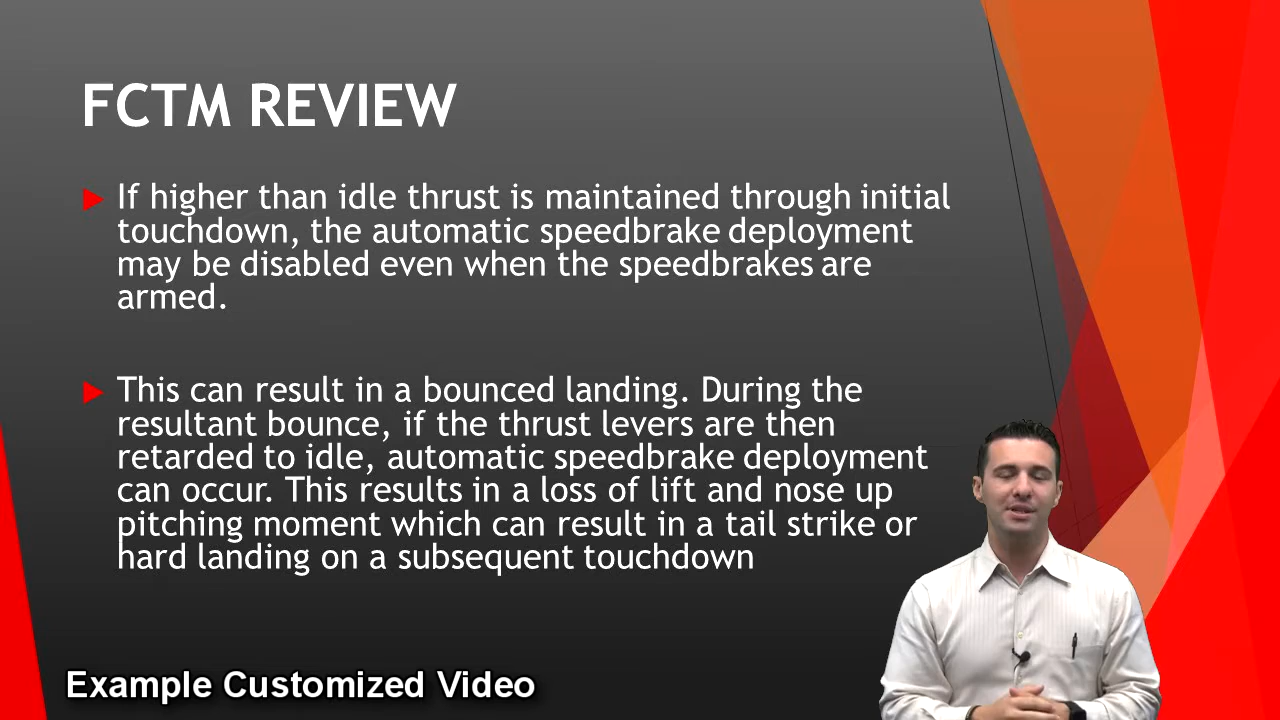 FCTM REVIEW
If higher than idle thrust is maintained through initial
touchdown, the automatic speedbrake deployment
may be disabled even when the speedbrakes are
armed.
This can result in a bounced landing. During the
resultant bounce, if the thrust levers are then
retarded to idle, automatic speedbrake deployment
can occur. This results in a loss of lift and nose up
pitching moment which can result in a tail strike or
hard landing on a subsequent touchdown
Example Customized Video